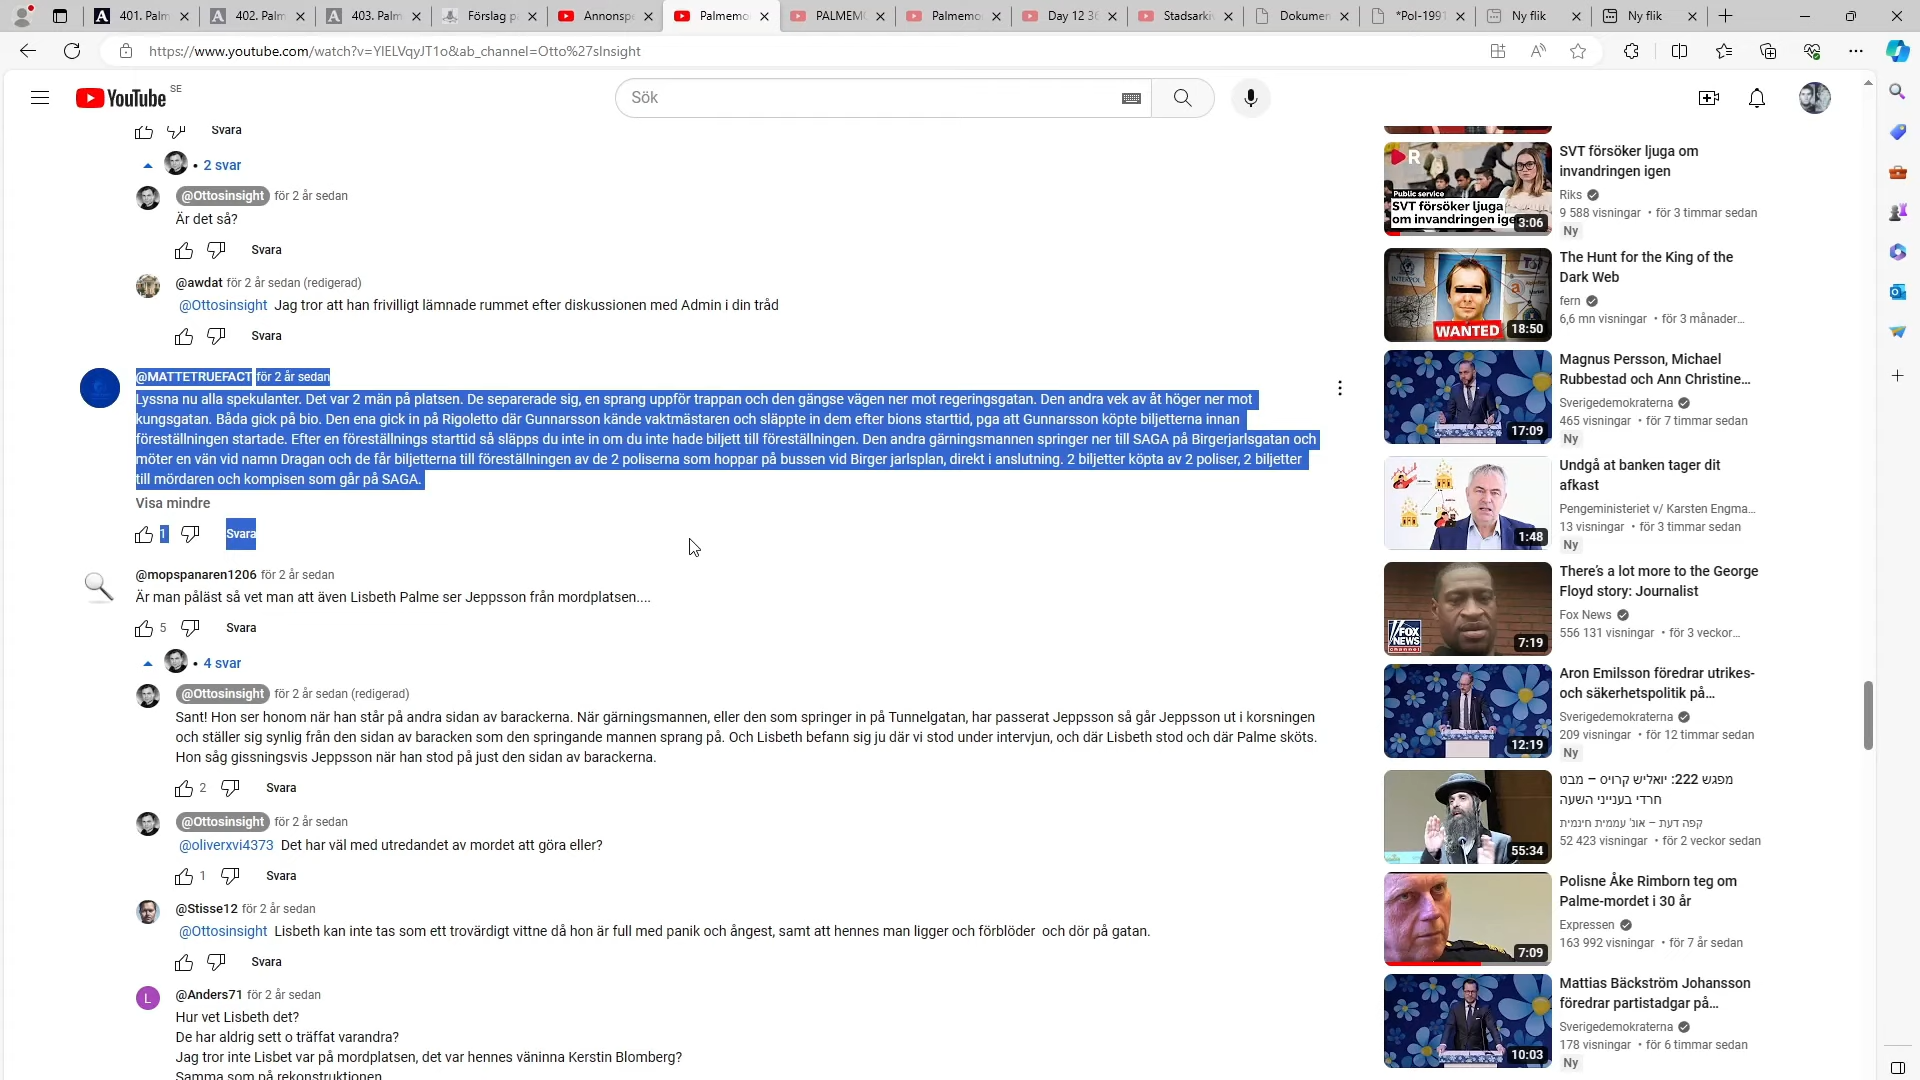 401. Palm
402. Palm
403. Palm
Förslag p
Annonspe
Palmemo
PALMEM
Palmemo
Day 12 36
Stadsarki
Dokumen
*Pol-1991
Ny flik
Ny flik
https://www.youtube.com/watch?v=YlELVqyJT1o&ab_channel=Otto%27sInsight
YouTube SE
Sök
Svara
• 2 svar
@Ottosinsight för 2 år sedan
Är det så?
Svara
@awdat för 2 år sedan (redigerad)
@Ottosinsight Jag tror att han frivilligt lämnade rummet efter diskussionen med Admin i din tråd
Svara
@MATTETRUEFACT för 2 år sedan
Lyssna nu alla spekulanter. Det var 2 män på platsen. De separerade sig, en sprang uppför trappan och den gängse vägen ner mot regeringsgatan. Den andra vek av åt höger ner mot
kungsgatan. Båda gick på bio. Den ena gick in på Rigoletto där Gunnarsson kände vaktmästaren och släppte in dem efter bions starttid, pga att Gunnarsson köpte biljetterna innan
föreställningen startade. Efter en föreställnings starttid så släpps du inte in om du inte hade biljett till föreställningen. Den andra gärningsmannen springer ner till SAGA på Birgerjarlsgatan och
möter en vän vid namn Dragan och de får biljetterna till föreställningen av de 2 poliserna som hoppar på bussen vid Birger jarlsplan, direkt i anslutning. 2 biljetter köpta av 2 poliser, 2 biljetter
till mördaren och kompisen som går på SAGA.
Visa mindre
1 Svara
@mopspanaren1206 för 2 år sedan
Är man påläst så vet man att även Lisbeth Palme ser Jeppsson från mordplatsen....
5 Svara
• 4 svar
@Ottosinsight för 2 år sedan (redigerad)
Sant! Hon ser honom när han står på andra sidan av barackerna. När gärningsmannen, eller den som springer in på Tunnelgatan, har passerat Jeppsson så går Jeppsson ut i korsningen
och ställer sig synlig från den sidan av baracken som den springande mannen sprang på. Och Lisbeth befann sig ju där vi stod under intervjun, och där Lisbeth stod och där Palme sköts.
Hon såg gissningsvis Jeppsson när han stod på just den sidan av barackerna.
2 Svara
@Ottosinsight för 2 år sedan
@oliverxvi4373 Det har väl med utredandet av mordet att göra eller?
1 Svara
@Stisse12 för 2 år sedan
@Ottosinsight Lisbeth kan inte tas som ett trovärdigt vittne då hon är full med panik och ångest, samt att hennes man ligger och förblöder och dör på gatan.
Svara
L
@Anders71 för 2 år sedan
Hur vet Lisbeth det?
De har aldrig sett o träffat varandra?
Jag tror inte Lisbet var på mordplatsen, det var hennes väninna Kerstin Blomberg?
Samma som på rekonstruktionen
R
Public service
SVT försöker ljuga
om invandringen ige
3:06
SVT försöker ljuga om
invandringen igen
Riks
9 588 visningar • för 3 timmar sedan
Ny
WANTED
18:50
The Hunt for the King of the
Dark Web
fern
6,6 mn visningar • för 3 månader...
17:09
Magnus Persson, Michael
Rubbestad och Ann Christine...
Sverigedemokraterna
465 visningar • för 2 timmar sedan
Ny
1:48
Undgå at banken tager dit
afkast
Pengeministeriet v/ Karsten Engma...
13 visningar • för 3 timmar sedan
Ny
FOX
NEWS
channel
7:19
There's a lot more to the George
Floyd story: Journalist
Fox News
556 131 visningar • för 3 veckor...
12:19
Aron Emilsson föredrar utrikes-
och säkerhetspolitik på...
Sverigedemokraterna
209 visningar • för 12 timmar sedan
Ny
55:34
מפגש 222: יואליש קרויס – מבט
חרדי בענייני השעה
קפה דעת – אונ' עממית חינמית
52 423 visningar • för 2 veckor sedan
7:09
Polisne Åke Rimborn teg om
Palme-mordet i 30 år
Expressen
163 992 visningar • för 7 år sedan
10:03
Mattias Bäckström Johansson
föredrar partistadgar på...
Sverigedemokraterna
178 visningar • för 6 timmar sedan
Ny